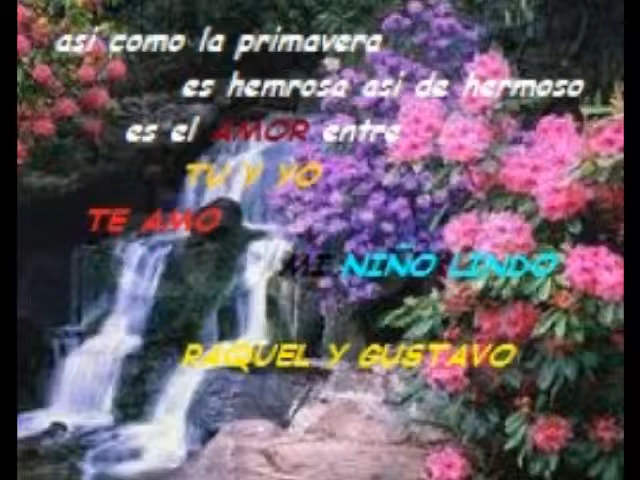 asi como la primavera
es hemrosa asi de hermoso
es el AMOR entre
TU Y YO
TE AMO
MI NIÑO LINDO
RAQUEL Y GUSTAVO